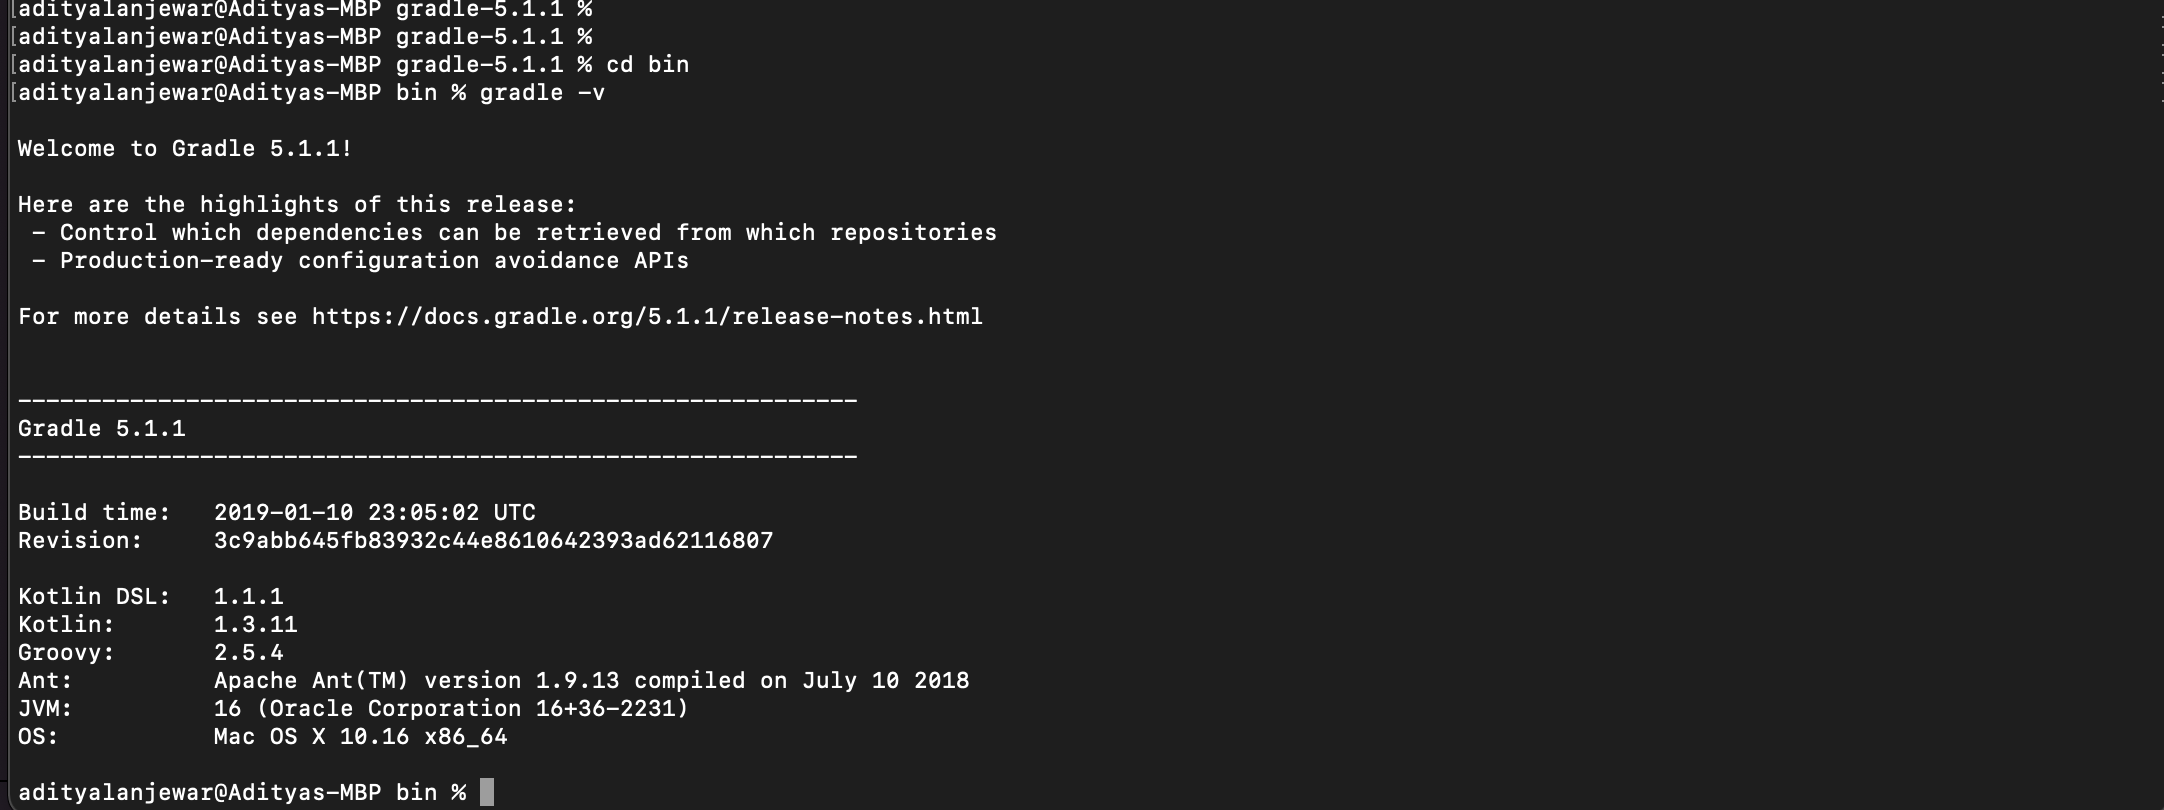 [adityalanjewar@Adityas-MBP gradle-5.1.1 %
[adityalanjewar@Adityas-MBP gradle-5.1.1 %
[adityalanjewar@Adityas-MBP gradle-5.1.1 % cd bin
[adityalanjewar@Adityas-MBP bin % gradle -v
Welcome to Gradle 5.1.1!
Here are the highlights of this release:
 - Control which dependencies can be retrieved from which repositories
 - Production-ready configuration avoidance APIs
For more details see https://docs.gradle.org/5.1.1/release-notes.html
------------------------------------------------------------
Gradle 5.1.1
------------------------------------------------------------
Build time:   2019-01-10 23:05:02 UTC
Revision:     3c9abb645fb83932c44e8610642393ad62116807
Kotlin DSL:   1.1.1
Kotlin:       1.3.11
Groovy:       2.5.4
Ant:          Apache Ant(TM) version 1.9.13 compiled on July 10 2018
JVM:          16 (Oracle Corporation 16+36-2231)
OS:           Mac OS X 10.16 x86_64
adityalanjewar@Adityas-MBP bin %